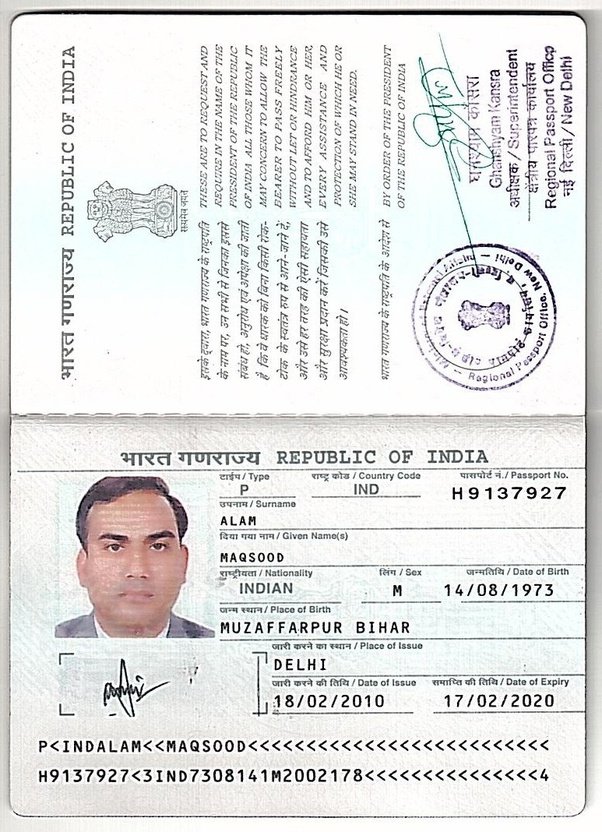 भारत गणराज्य REPUBLIC OF INDIA
सत्यमेव जयते
इसके द्वारा, भारत गणराज्य के राष्ट्रपति
के नाम पर, उन सभी से जिनका इससे
संबंध हो, अनुरोध एवं अपेक्षा की जाती
है कि वे धारक को बिना किसी रोक-
टोक के स्वतंत्र रूप से आने-जाने दें,
और उसे हर तरह की ऐसी सहायता
और सुरक्षा प्रदान करें जिसकी उसे
आवश्यकता हो।
भारत गणराज्य के राष्ट्रपति के आदेश से
THESE ARE TO REQUEST AND
REQUIRE IN THE NAME OF THE
PRESIDENT OF THE REPUBLIC
OF INDIA ALL THOSE WHOM IT
MAY CONCERN TO ALLOW THE
BEARER TO PASS FREELY
WITHOUT LET OR HINDRANCE
AND TO AFFORD HIM OR HER,
EVERY ASSISTANCE AND
PROTECTION OF WHICH HE OR
SHE MAY STAND IN NEED.
BY ORDER OF THE PRESIDENT
OF THE REPUBLIC OF INDIA
घनश्याम कांसरा
Ghanshyam Kansra
अधीक्षक / Superintendent
क्षेत्रीय पारपत्र कार्यालय
Regional Passport Office
नई दिल्ली / New Delhi
Regional Passport Office, New Delhi
भारत गणराज्य REPUBLIC OF INDIA
टाईप / Type राष्ट्र कोड / Country Code पासपोर्ट नं. / Passport No.
P IND H9137927
उपनाम / Surname
ALAM
दिया गया नाम / Given Name(s)
MAQSOOD
राष्ट्रीयता / Nationality लिंग / Sex जन्मतिथि / Date of Birth
INDIAN M 14/08/1973
जन्म स्थान / Place of Birth
MUZAFFARPUR BIHAR
जारी करने का स्थान / Place of Issue
DELHI
जारी करने की तिथि / Date of Issue समाप्ति की तिथि / Date of Expiry
18/02/2010 17/02/2020
P<INDALAM<<MAQSOOD<<<<<<<<<<<<<<<<<<<<<<<<<<
H9137927<3IND7308141M2002178<<<<<<<<<<<<<<<4